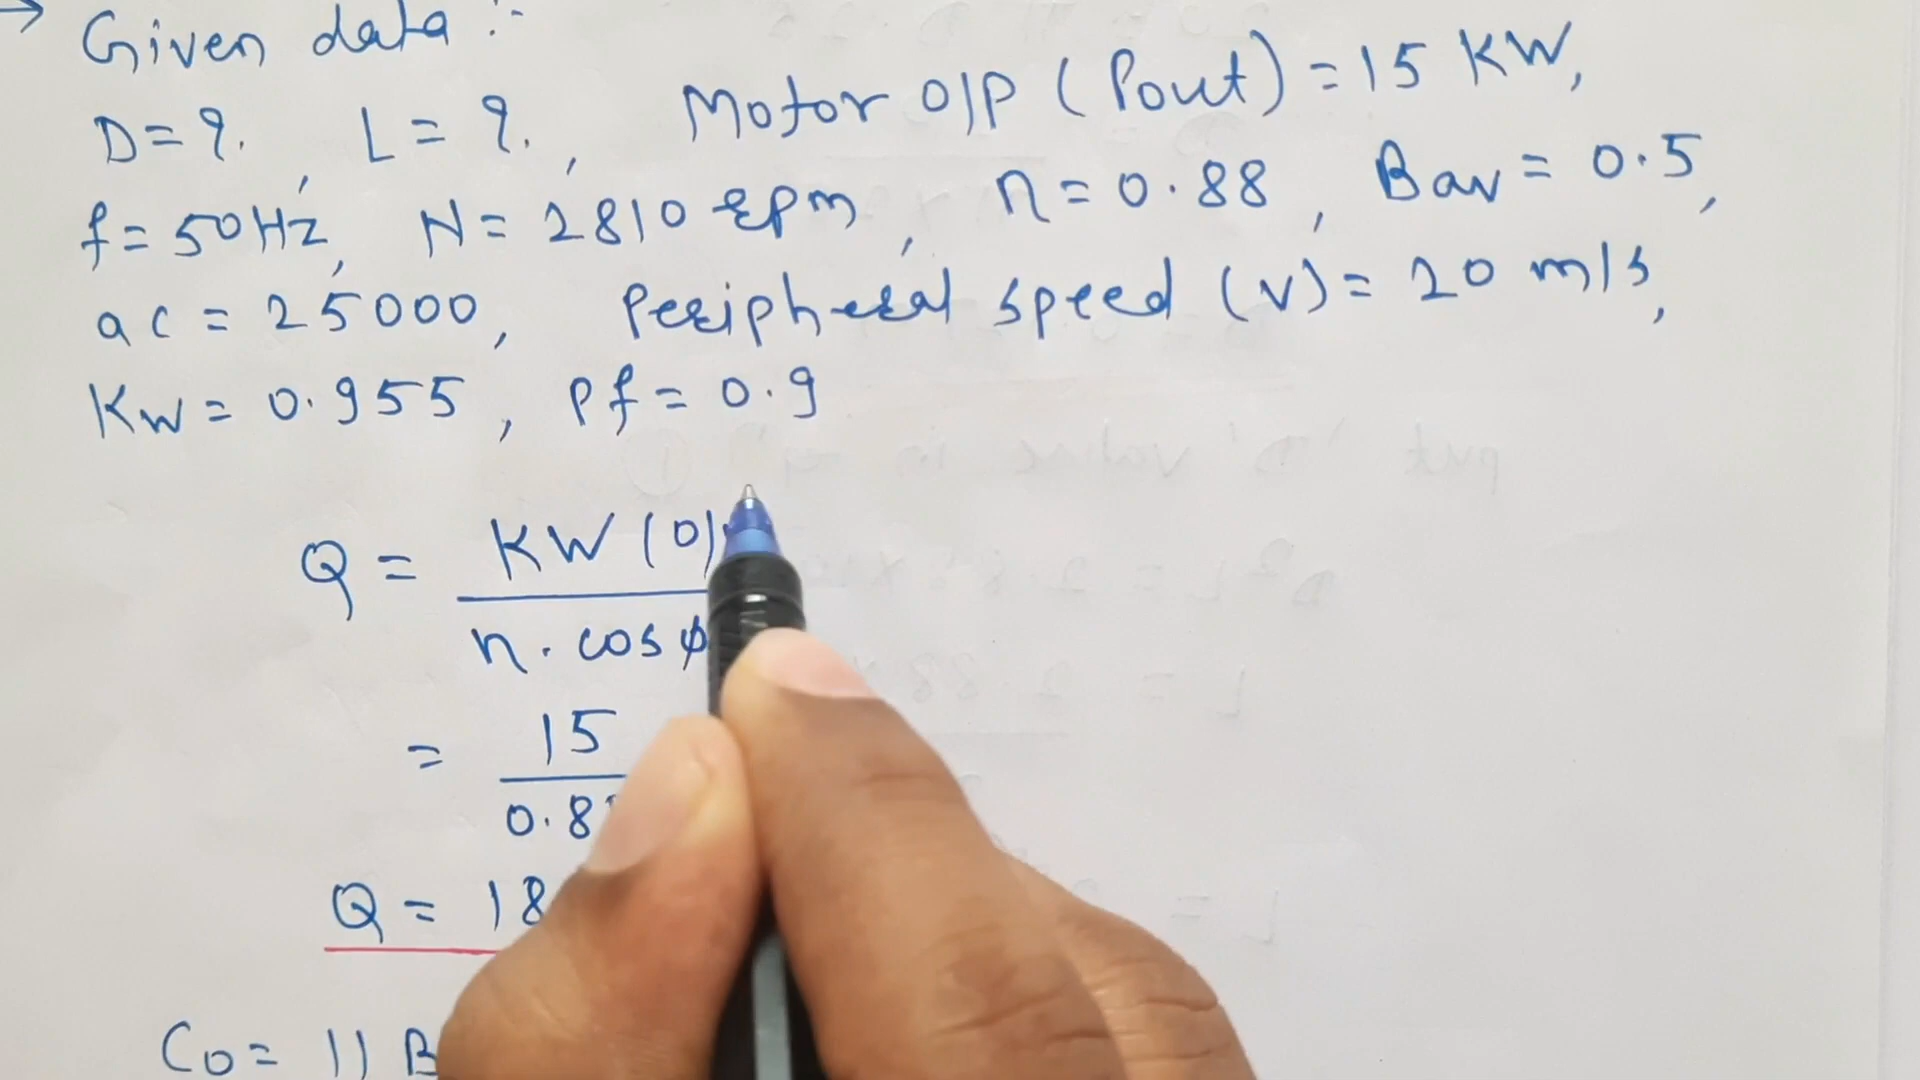 → Given data :-
D=?, L=?, Motor O/P (Pout) = 15 KW,
f=50Hz, N= 2810 rpm, η=0.88, Bav = 0.5,
ac = 25000, Peripheral speed (V)= 20 m/s,
Kw= 0.955, Pf= 0.9
Q = KW (O/
η. cosφ
= 15
0.8
Q = 18
Co= 11 B